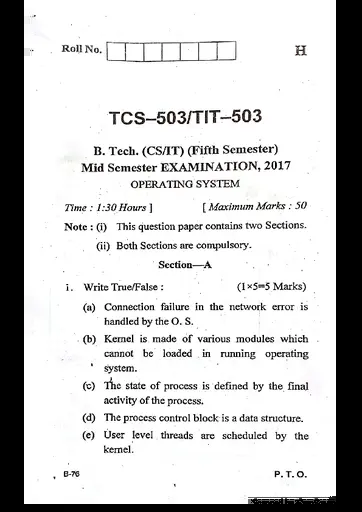 Roll No.
H
TCS–503/TIT–503
B. Tech. (CS/IT) (Fifth Semester)
Mid Semester EXAMINATION, 2017
OPERATING SYSTEM
Time : 1:30 Hours ] [ Maximum Marks : 50
Note : (i) This question paper contains two Sections.
(ii) Both Sections are compulsory.
Section—A
1. Write True/False : (1×5=5 Marks)
(a) Connection failure in the network error is
handled by the O. S.
(b) Kernel is made of various modules which
cannot be loaded in running operating
system.
(c) The state of process is defined by the final
activity of the process.
(d) The process control block is a data structure.
(e) User level threads are scheduled by the
kernel.
B-76 P. T. O.